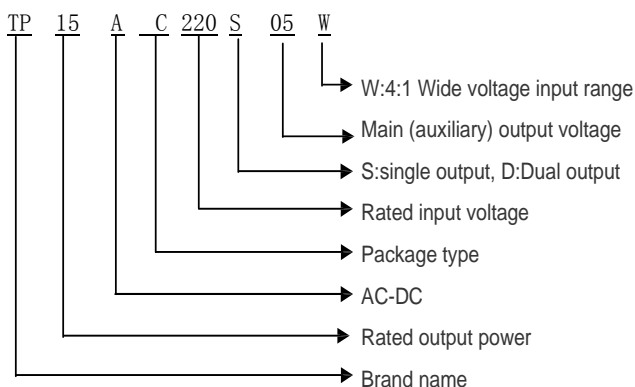 TP 15 A C 220 S 05 W
W:4:1 Wide voltage input range
Main (auxiliary) output voltage
S:single output, D:Dual output
Rated input voltage
Package type
AC-DC
Rated output power
Brand name